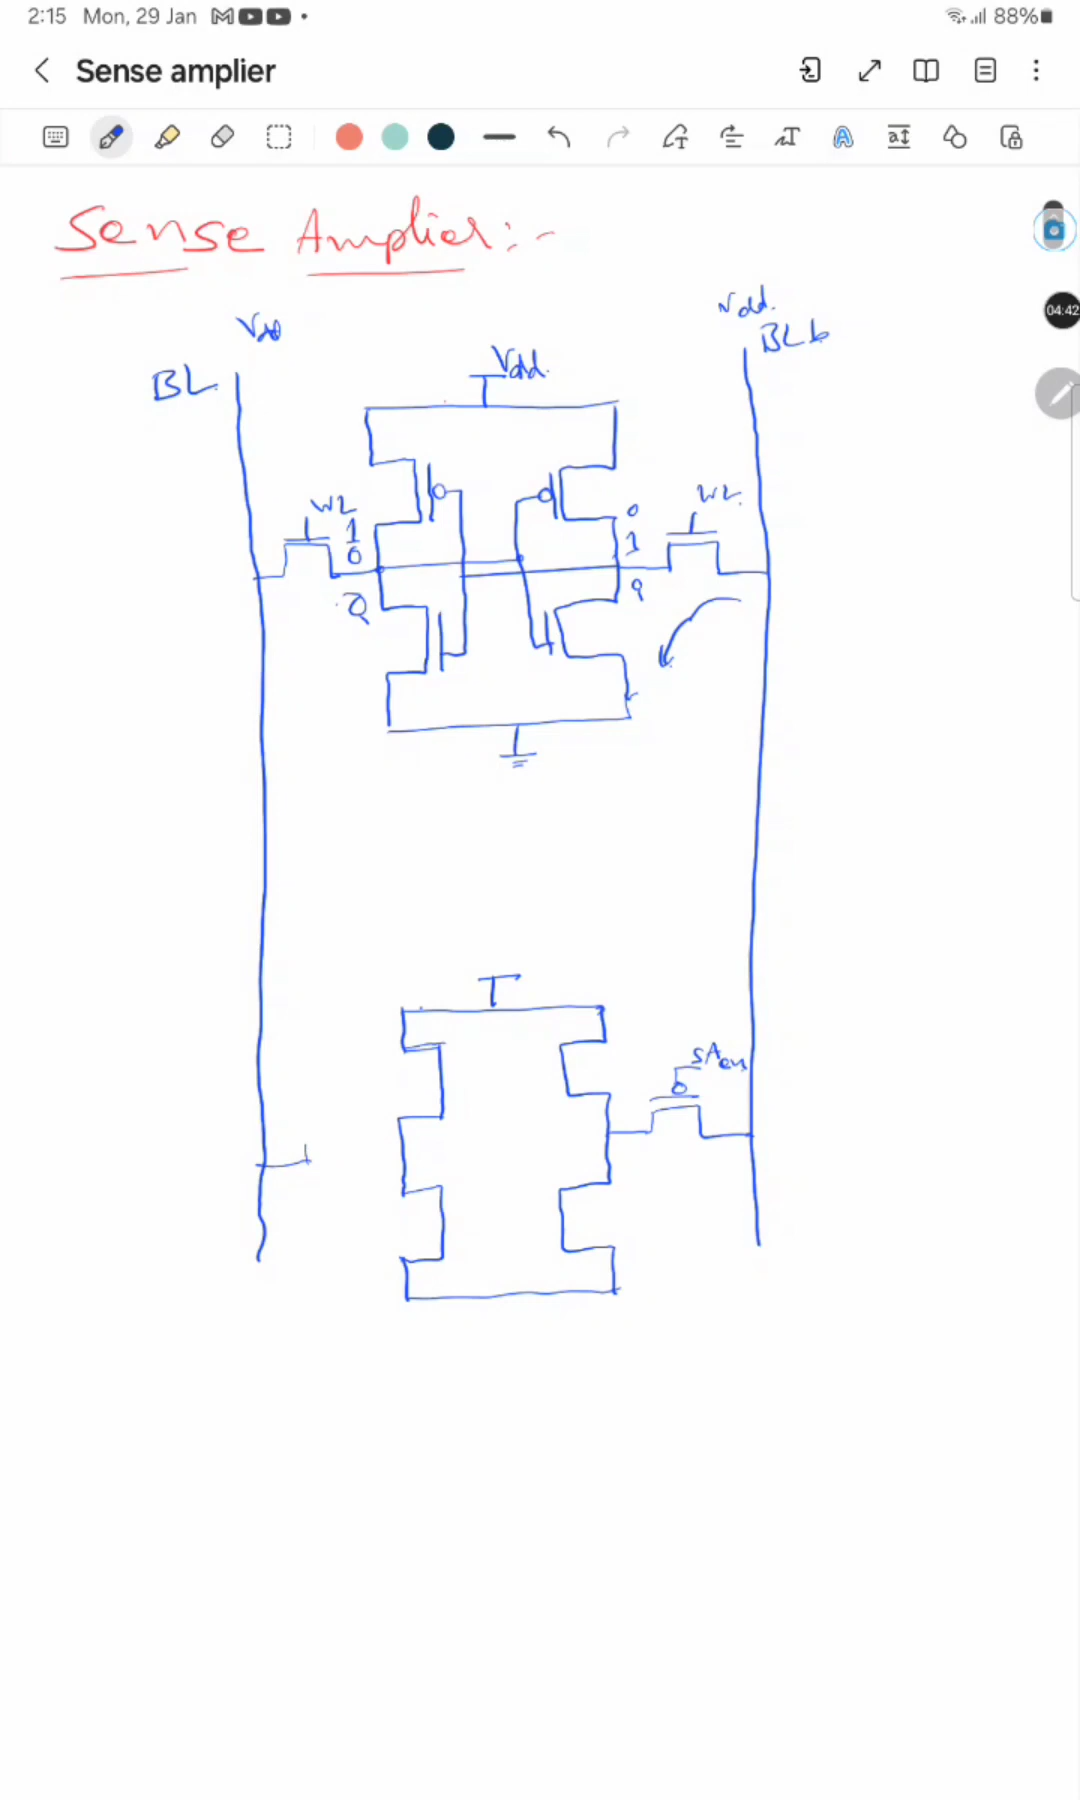 2:15 Mon, 29 Jan
88%
Sense amplier
Sense Amplier:-
Vdd
Vdd.
BLb
BL
Vdd.
WL
WL
1
0
0
1
Q
q
SAen
04:42